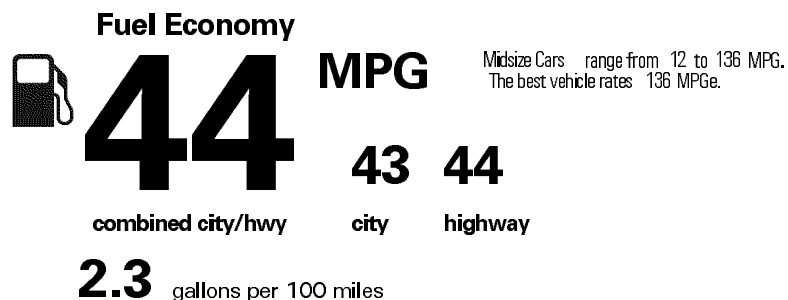 Fuel Economy
44 MPG
Midsize Cars range from 12 to 136 MPG.
The best vehicle rates 136 MPGe.
43 44
combined city/hwy city highway
2.3 gallons per 100 miles